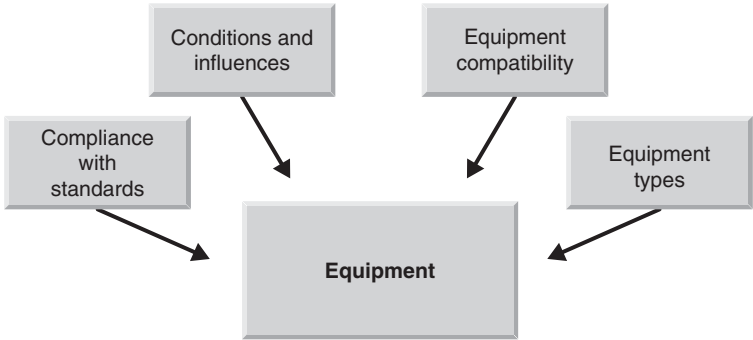 Conditions and
influences
Equipment
compatibility
Compliance
with
standards
Equipment
types
Equipment